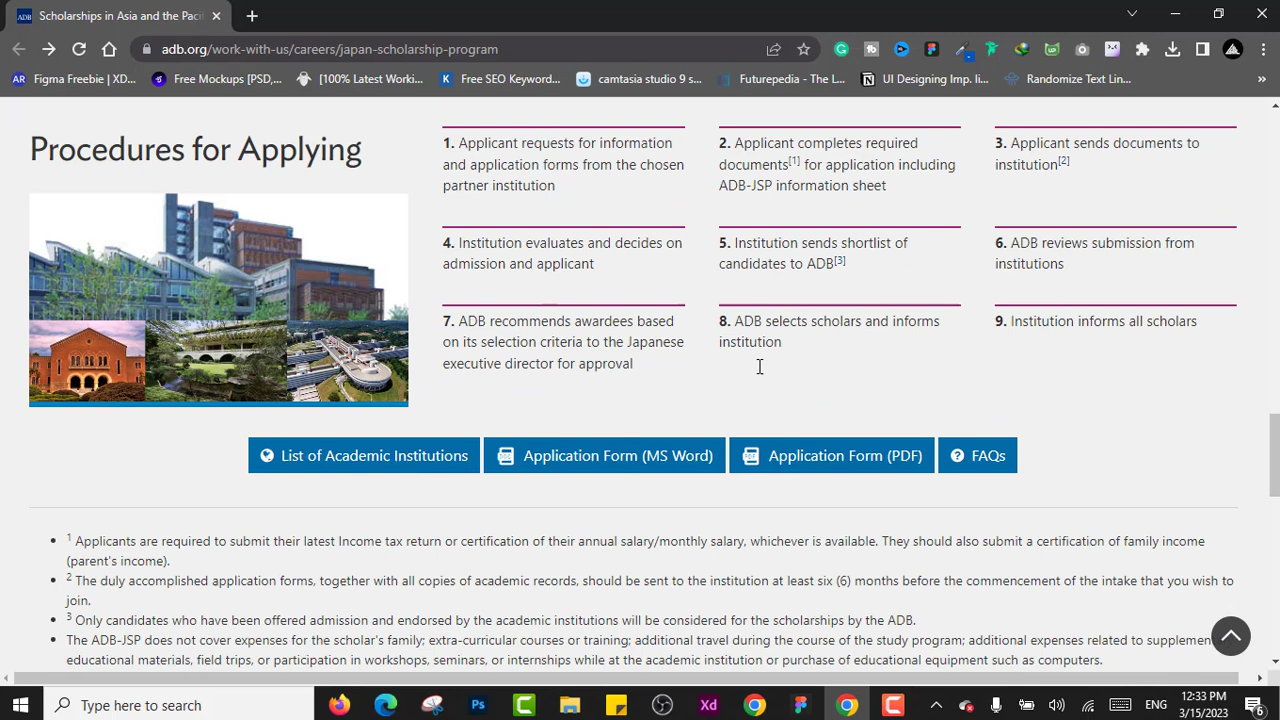 ADB Scholarships in Asia and the Paci
adb.org/work-with-us/careers/japan-scholarship-program
AR Figma Freebie | XD...
Free Mockups [PSD,...
[100% Latest Worki...
K Free SEO Keyword...
camtasia studio 9 s...
Futurepedia - The L...
UI Designing Imp. li...
Randomize Text Lin...
»
Procedures for Applying
1. Applicant requests for information
and application forms from the chosen
partner institution
2. Applicant completes required
documents[1] for application including
ADB-JSP information sheet
3. Applicant sends documents to
institution[2]
4. Institution evaluates and decides on
admission and applicant
5. Institution sends shortlist of
candidates to ADB[3]
6. ADB reviews submission from
institutions
7. ADB recommends awardees based
on its selection criteria to the Japanese
executive director for approval
8. ADB selects scholars and informs
institution
9. Institution informs all scholars
List of Academic Institutions
Application Form (MS Word)
Application Form (PDF)
FAQs
• 1 Applicants are required to submit their latest Income tax return or certification of their annual salary/monthly salary, whichever is available. They should also submit a certification of family income
(parent's income).
• 2 The duly accomplished application forms, together with all copies of academic records, should be sent to the institution at least six (6) months before the commencement of the intake that you wish to
join.
• 3 Only candidates who have been offered admission and endorsed by the academic institutions will be considered for the scholarships by the ADB.
• The ADB-JSP does not cover expenses for the scholar's family; extra-curricular courses or training; additional travel during the course of the study program; additional expenses related to
educational materials, field trips, or participation in workshops, seminars, or internships while at the academic institution or purchase of educational equipment such as computers.
Type here to search
Ps
Xd
ENG
12:33 PM
3/15/2023
6